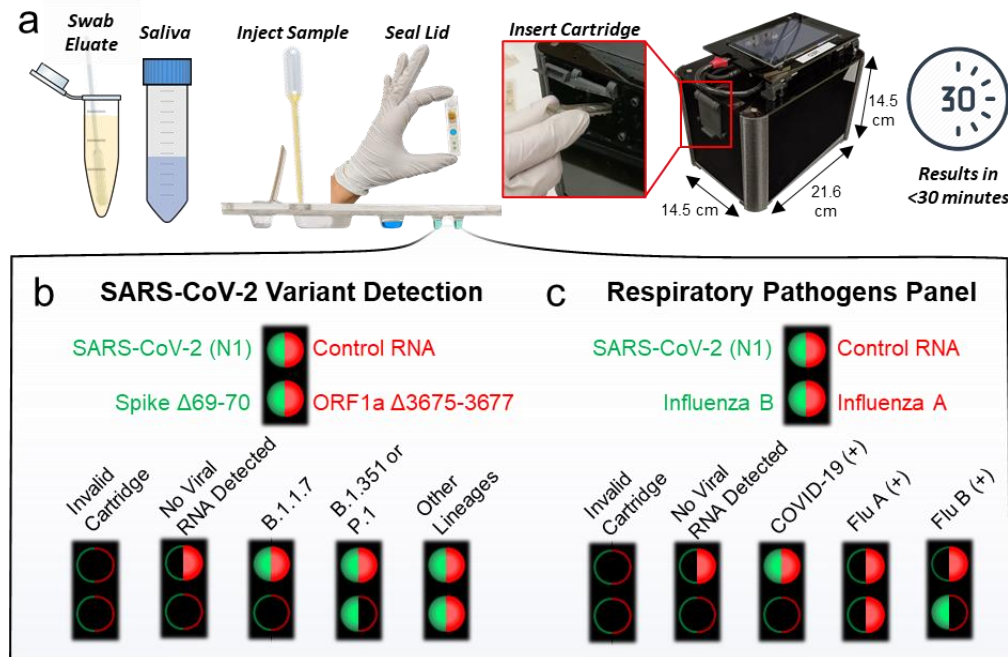 a
Swab
Eluate
Saliva
Inject Sample
Seal Lid
Insert Cartridge
14.5
cm
21.6
cm
14.5 cm
30
Results in
<30 minutes
b
SARS-CoV-2 Variant Detection
SARS-CoV-2 (N1)
Control RNA
Spike Δ69-70
ORF1a Δ3675-3677
Invalid
Cartridge
No Viral
RNA Detected
B.1.1.7
B.1.351 or
P.1
Other
Lineages
c
Respiratory Pathogens Panel
SARS-CoV-2 (N1)
Control RNA
Influenza B
Influenza A
Invalid
Cartridge
No Viral
RNA Detected
COVID-19 (+)
Flu A (+)
Flu B (+)